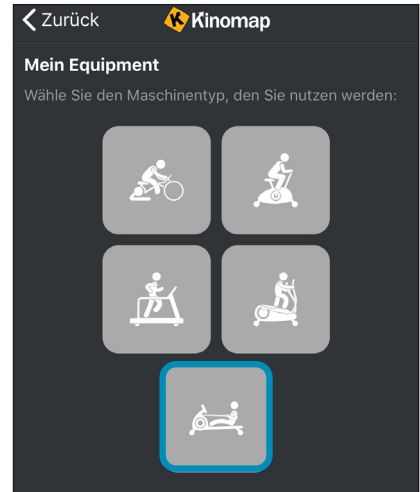 Zurück
Kinomap
Mein Equipment
Wähle Sie den Maschinentyp, den Sie nutzen werden: